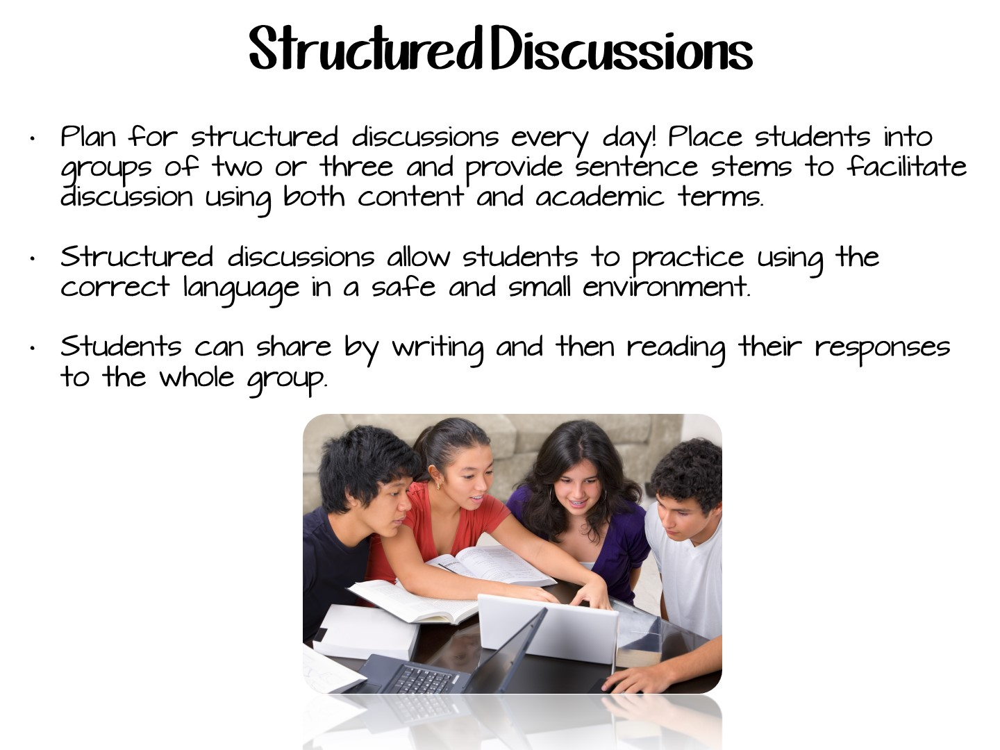 Structured Discussions
• Plan for structured discussions every day! Place students into
groups of two or three and provide sentence stems to facilitate
discussion using both content and academic terms.
• Structured discussions allow students to practice using the
correct language in a safe and small environment.
• Students can share by writing and then reading their responses
to the whole group.